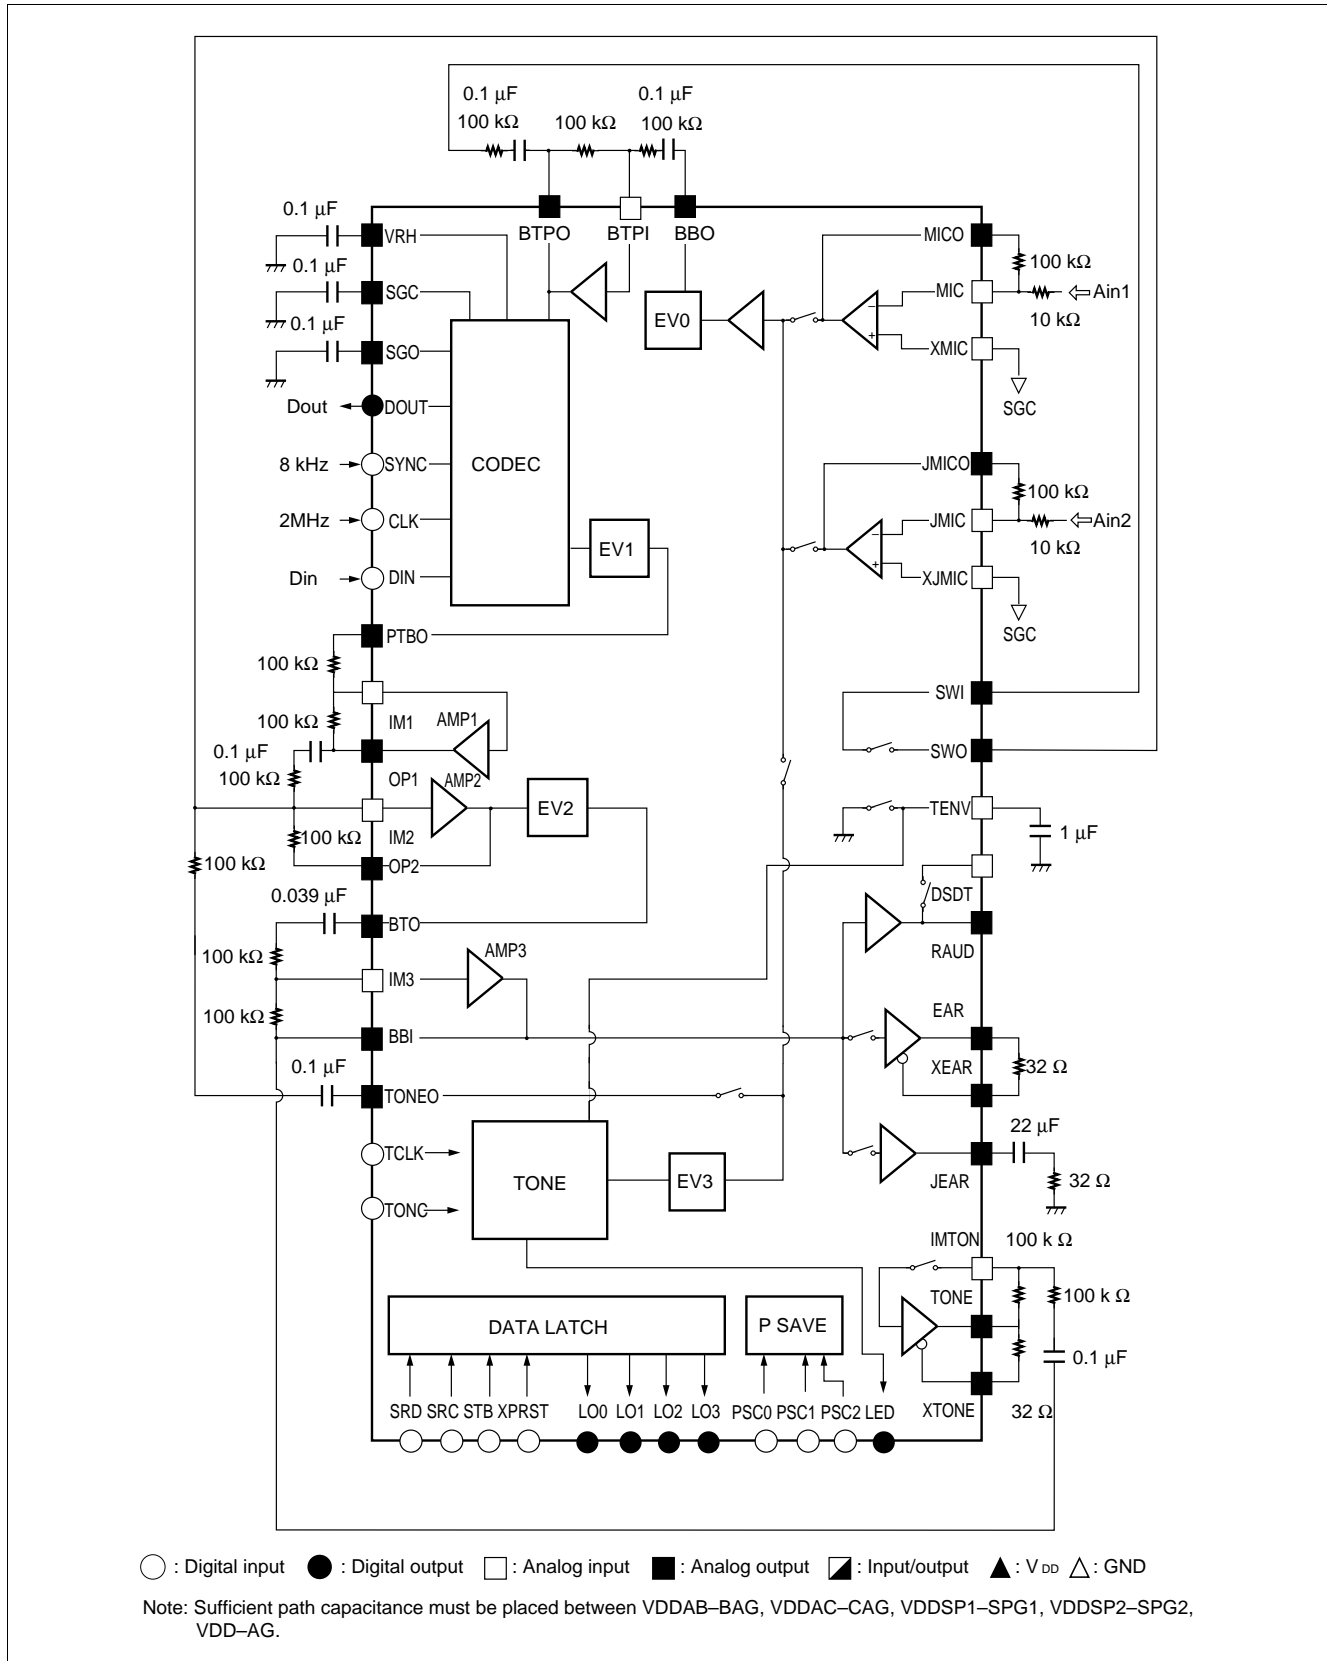 0.1 µF
0.1 µF
100 kΩ
100 kΩ
100 kΩ
0.1 µF
VRH
BTPO
BTPI
BBO
MICO
100 kΩ
0.1 µF
SGC
EV0
MIC
Ain1
10 kΩ
0.1 µF
SGO
XMIC
SGC
Dout
DOUT
8 kHz
SYNC
CODEC
JMICO
100 kΩ
2MHz
CLK
JMIC
Ain2
10 kΩ
EV1
Din
DIN
XJMIC
SGC
PTBO
100 kΩ
SWI
100 kΩ
IM1
AMP1
0.1 µF
SWO
100 kΩ
OP1
AMP2
EV2
TENV
100 kΩ
IM2
1 µF
100 kΩ
OP2
0.039 µF
DSDT
BTO
100 kΩ
AMP3
RAUD
IM3
100 kΩ
EAR
BBI
0.1 µF
XEAR
32 Ω
TONEO
22 µF
TCLK
TONE
EV3
JEAR
32 Ω
TONC
IMTON
100 k Ω
TONE
100 k Ω
DATA LATCH
P SAVE
0.1 µF
SRD
SRC
STB
XPRST
LO0
LO1
LO2
LO3
PSC0
PSC1
PSC2
LED
XTONE
32 Ω
: Digital input : Digital output : Analog input : Analog output : Input/output : VDD : GND
Note: Sufficient path capacitance must be placed between VDDAB–BAG, VDDAC–CAG, VDDSP1–SPG1, VDDSP2–SPG2,
VDD–AG.